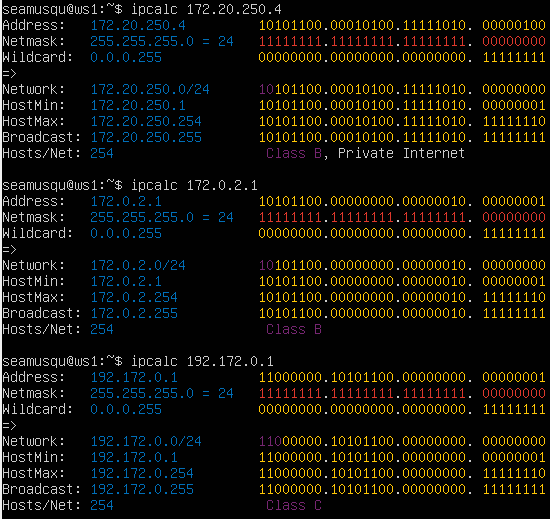 seamusqu@ws1:~$ ipcalc 172.20.250.4
Address: 172.20.250.4 10101100.00010100.11111010. 00000100
Netmask: 255.255.255.0 = 24 11111111.11111111.11111111. 00000000
Wildcard: 0.0.0.255 00000000.00000000.00000000. 11111111
=>
Network: 172.20.250.0/24 10101100.00010100.11111010. 00000000
HostMin: 172.20.250.1 10101100.00010100.11111010. 00000001
HostMax: 172.20.250.254 10101100.00010100.11111010. 11111110
Broadcast: 172.20.250.255 10101100.00010100.11111010. 11111111
Hosts/Net: 254 Class B, Private Internet
seamusqu@ws1:~$ ipcalc 172.0.2.1
Address: 172.0.2.1 10101100.00000000.00000010. 00000001
Netmask: 255.255.255.0 = 24 11111111.11111111.11111111. 00000000
Wildcard: 0.0.0.255 00000000.00000000.00000000. 11111111
=>
Network: 172.0.2.0/24 10101100.00000000.00000010. 00000000
HostMin: 172.0.2.1 10101100.00000000.00000010. 00000001
HostMax: 172.0.2.254 10101100.00000000.00000010. 11111110
Broadcast: 172.0.2.255 10101100.00000000.00000010. 11111111
Hosts/Net: 254 Class B
seamusqu@ws1:~$ ipcalc 192.172.0.1
Address: 192.172.0.1 11000000.10101100.00000000. 00000001
Netmask: 255.255.255.0 = 24 11111111.11111111.11111111. 00000000
Wildcard: 0.0.0.255 00000000.00000000.00000000. 11111111
=>
Network: 192.172.0.0/24 11000000.10101100.00000000. 00000000
HostMin: 192.172.0.1 11000000.10101100.00000000. 00000001
HostMax: 192.172.0.254 11000000.10101100.00000000. 11111110
Broadcast: 192.172.0.255 11000000.10101100.00000000. 11111111
Hosts/Net: 254 Class C